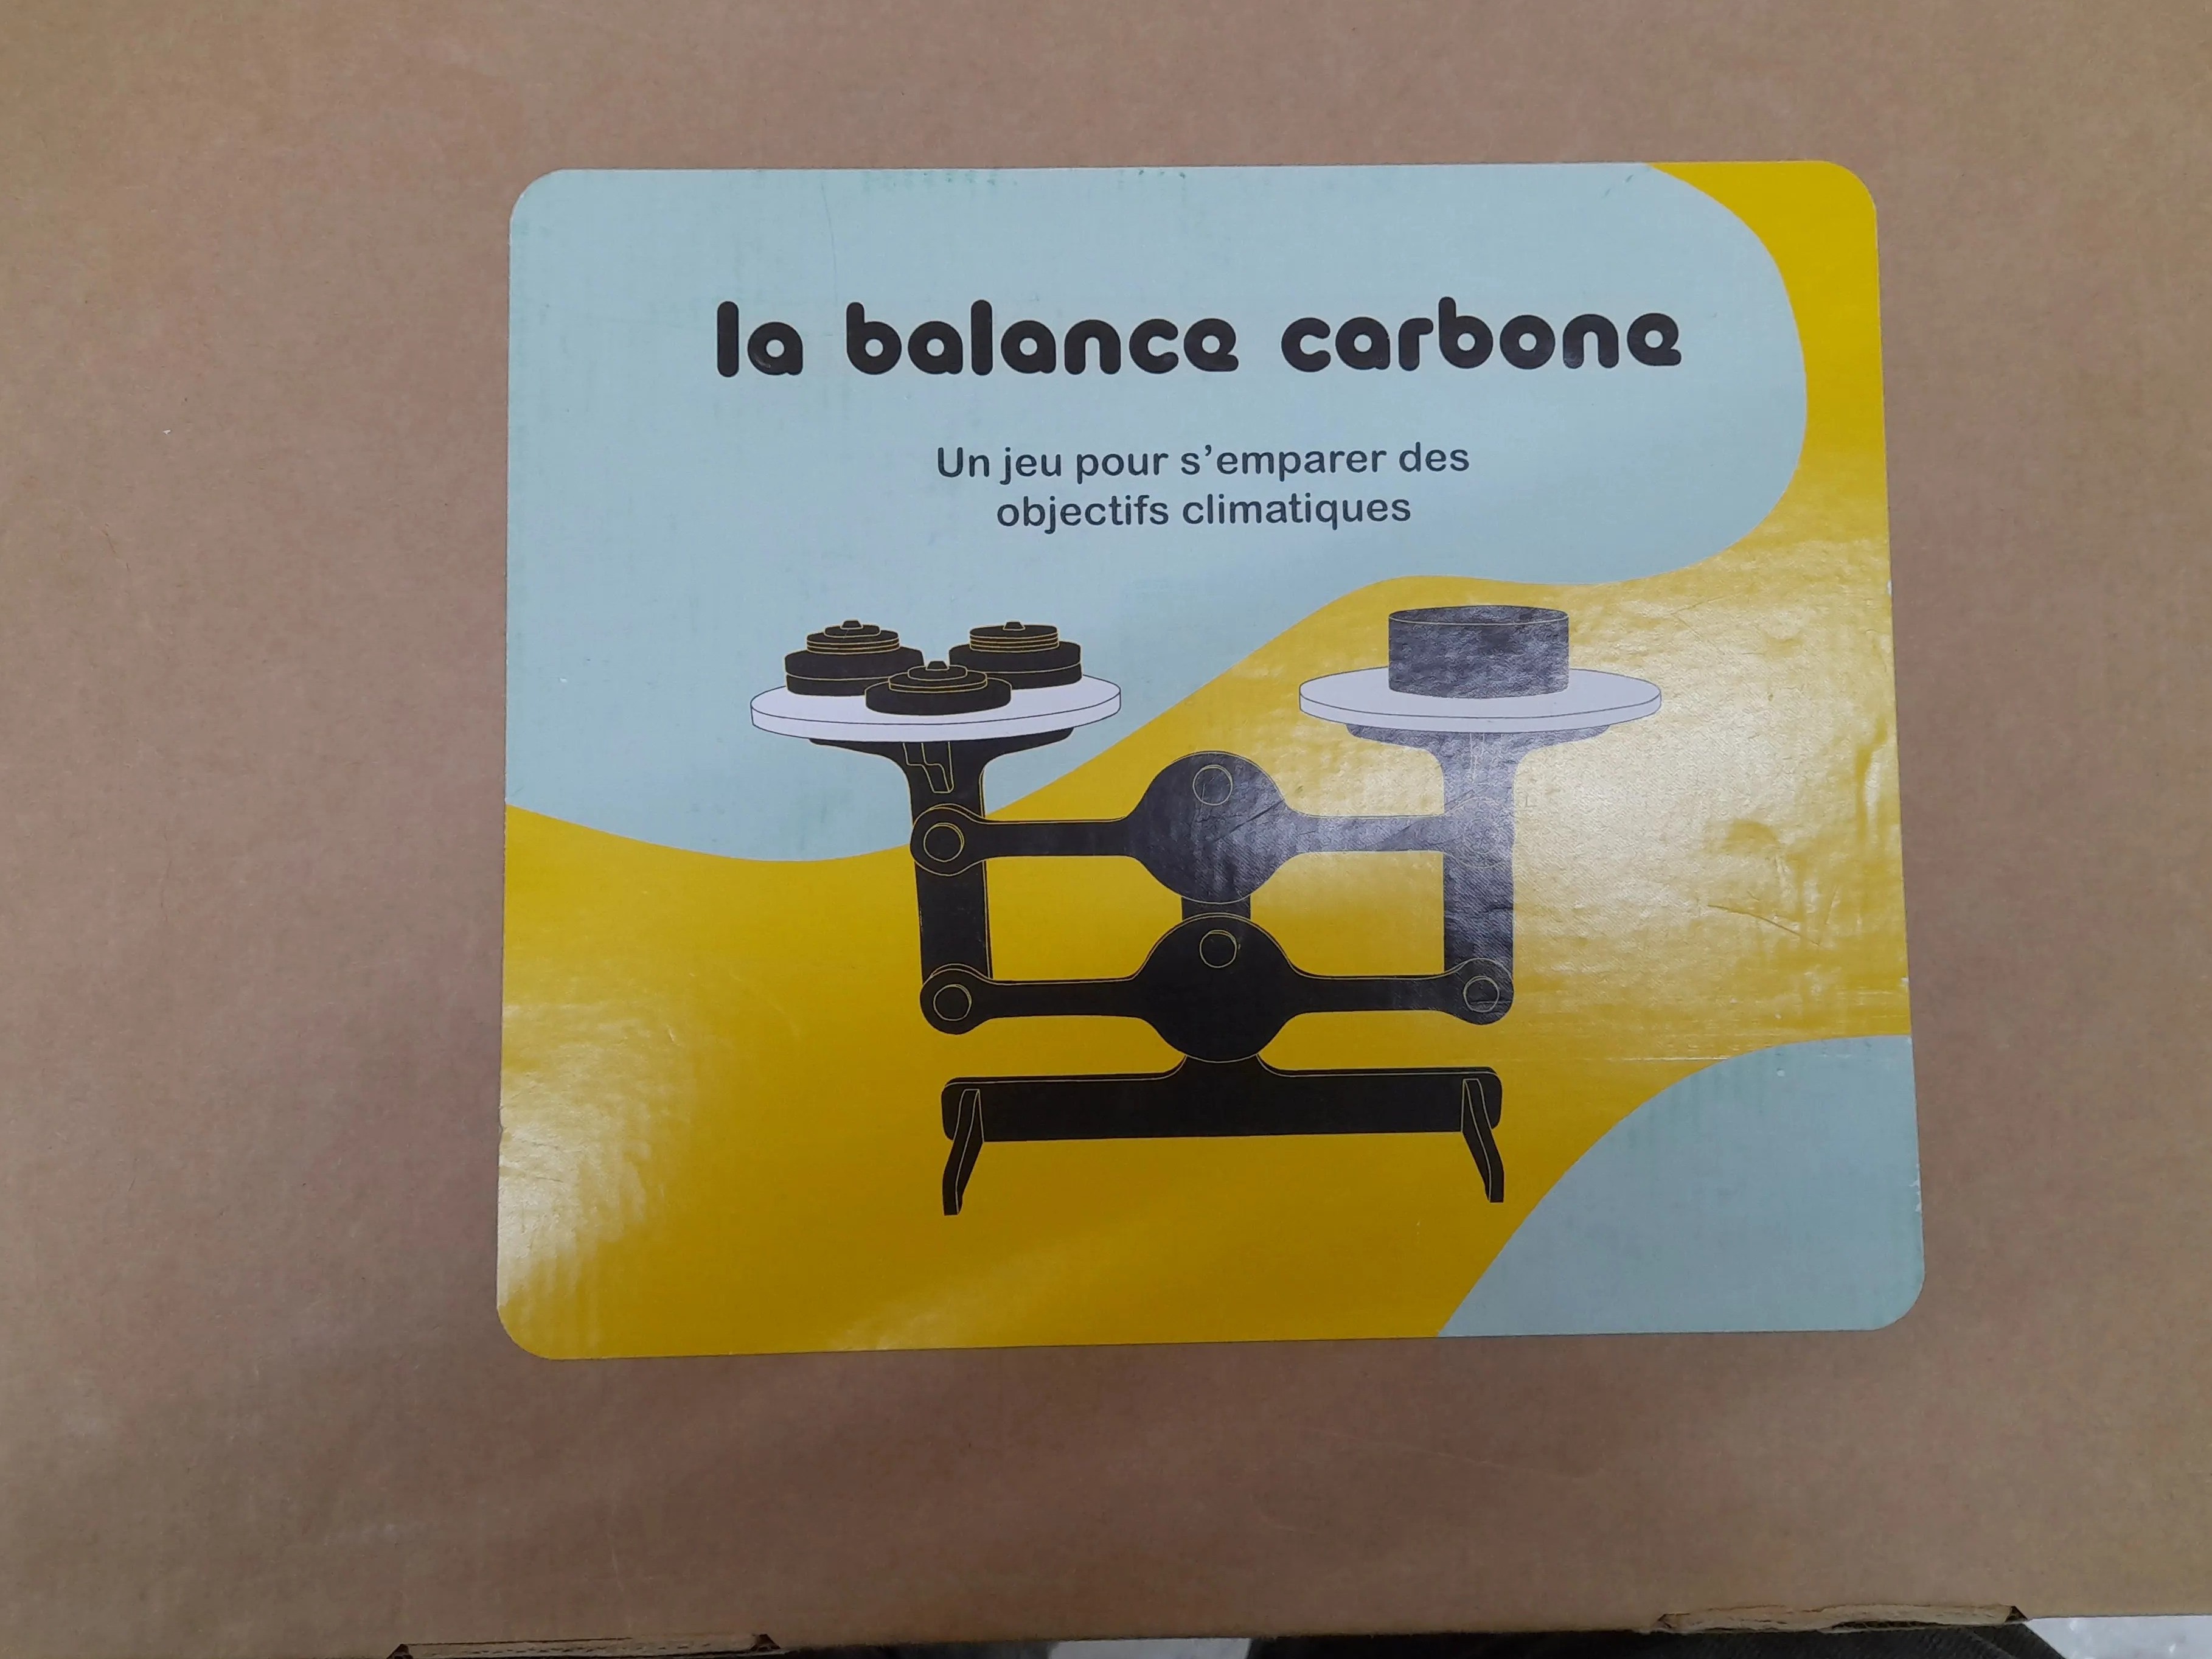 la balance carbone
Un jeu pour s'emparer des
objectifs climatiques